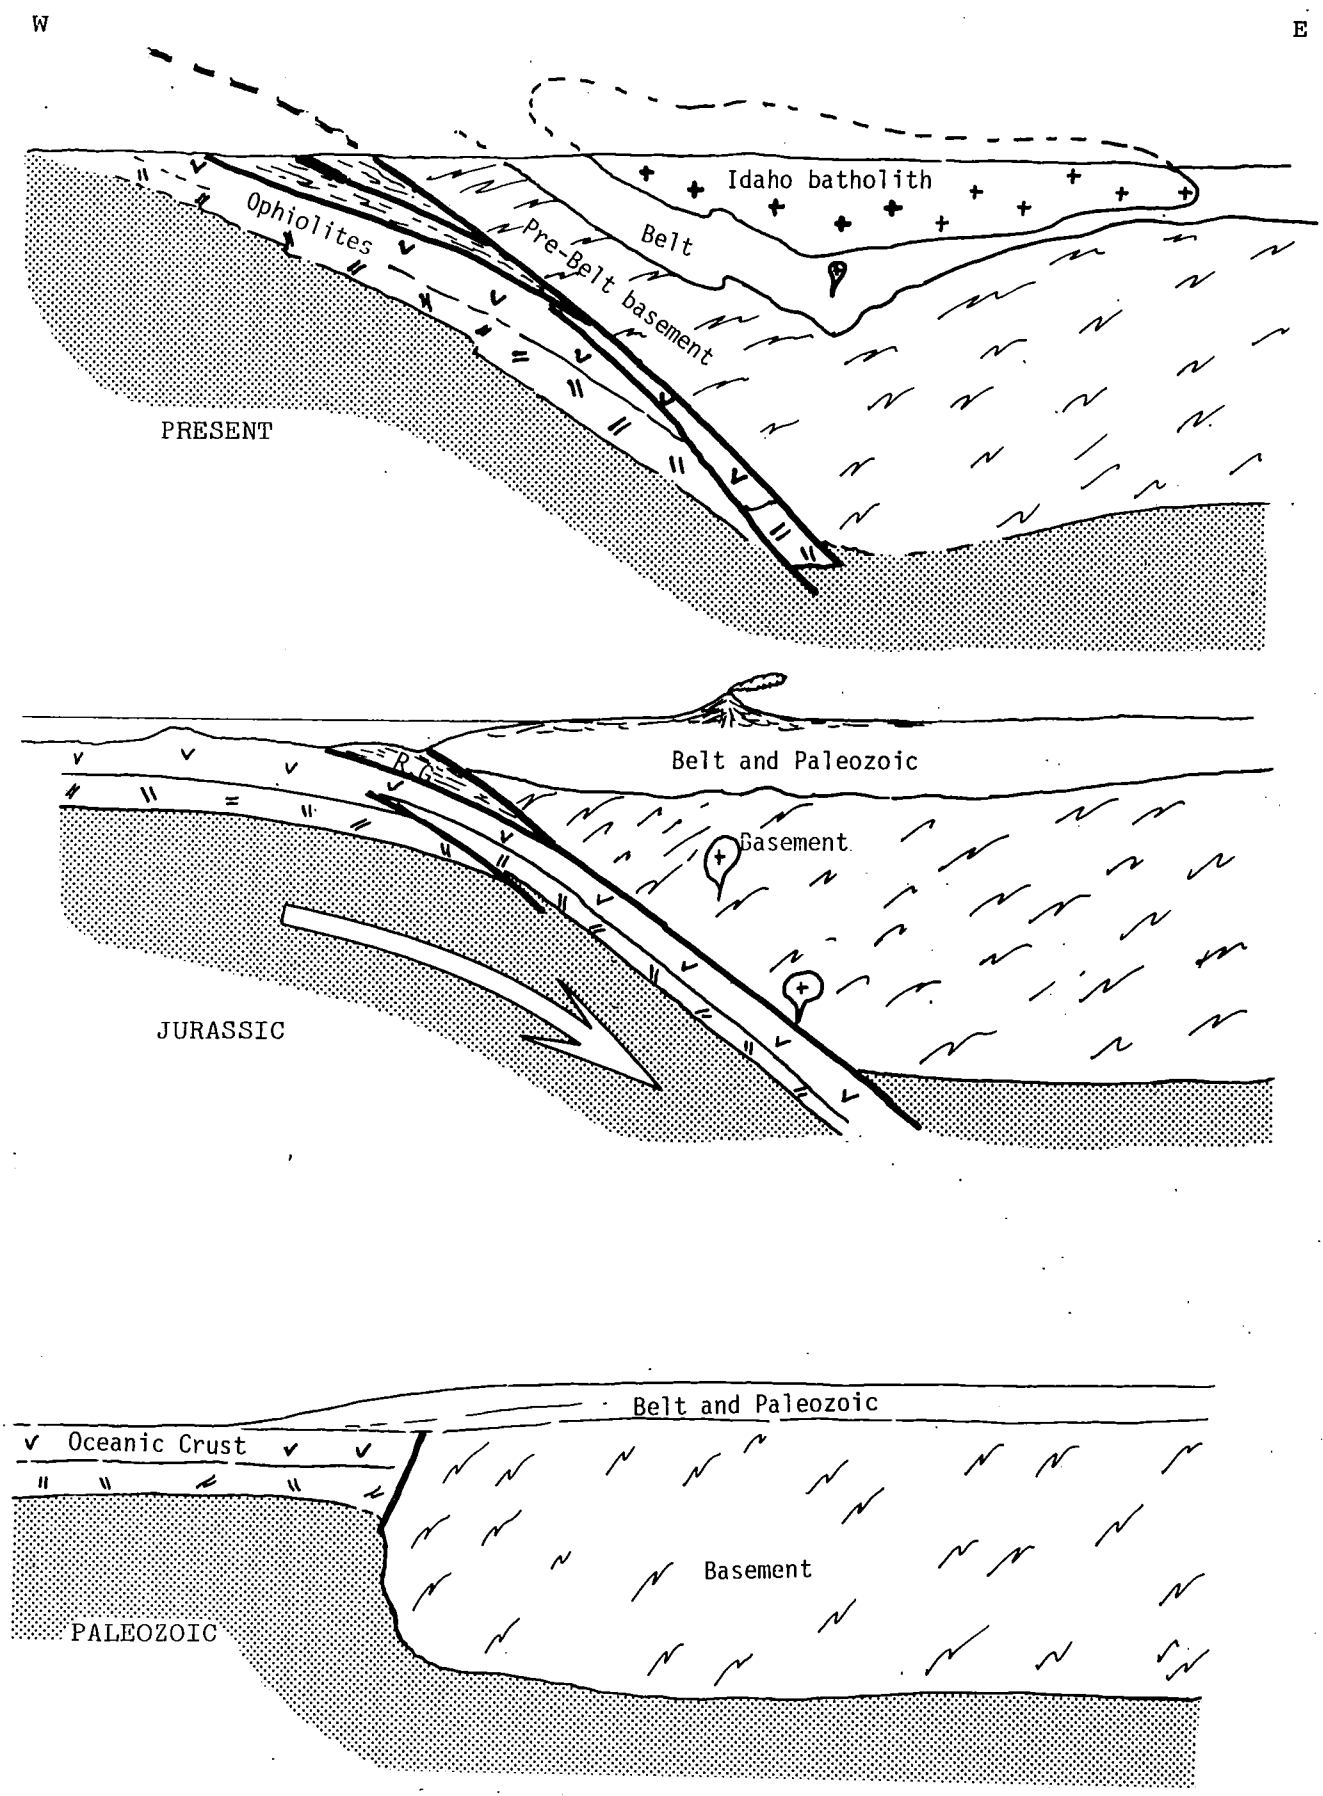 W
E
Idaho batholith
Ophiolites
Belt
Pre-Belt basement
PRESENT
R.G.
Belt and Paleozoic
Basement
JURASSIC
Belt and Paleozoic
Oceanic Crust
Basement
PALEOZOIC